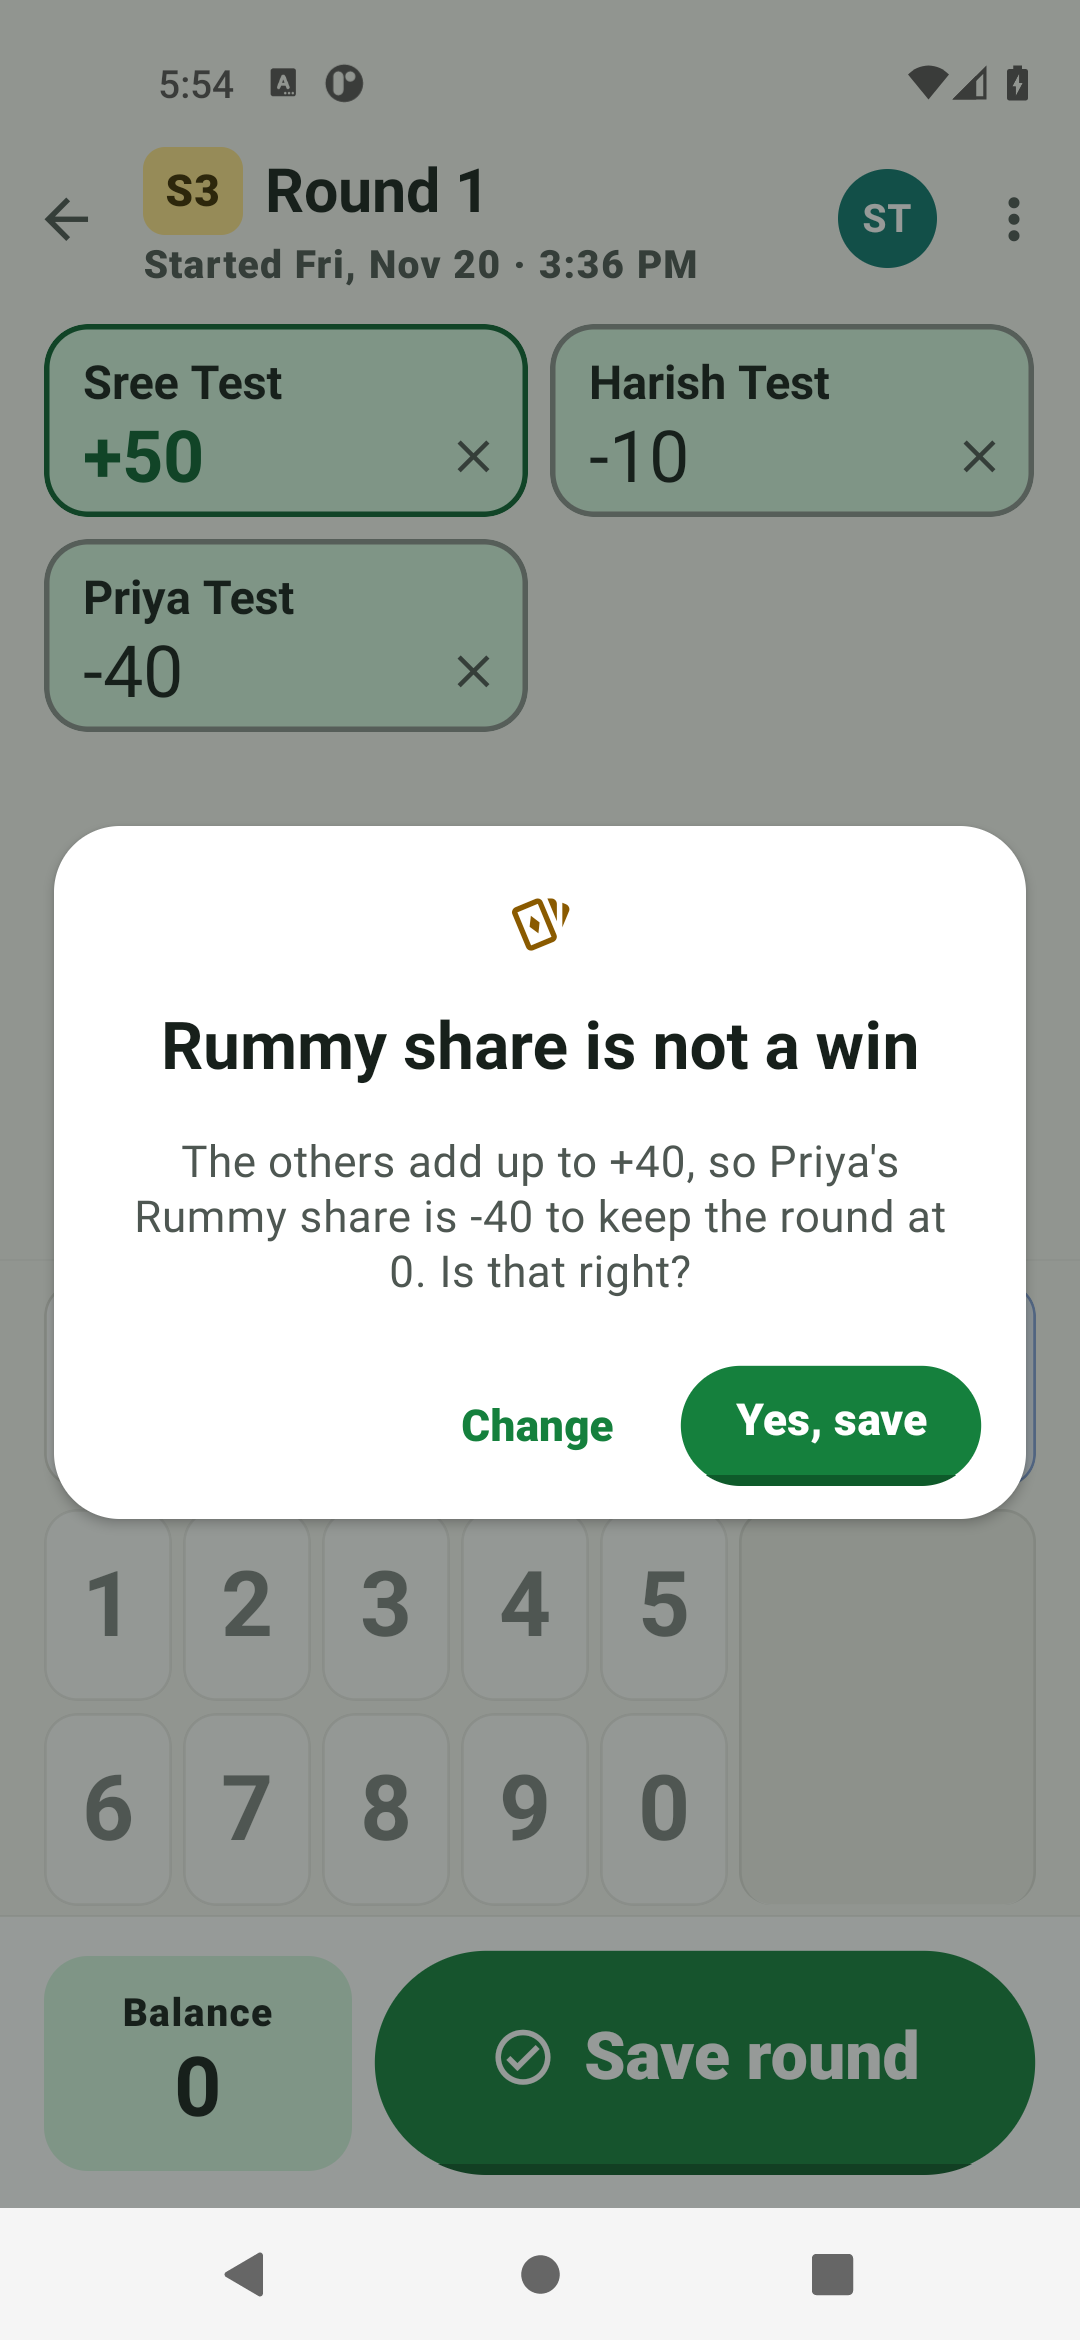 5:54
S3 Round 1
Started Fri, Nov 20 · 3:36 PM
ST
Sree Test
+50
Harish Test
-10
Priya Test
-40
Rummy share is not a win
The others add up to +40, so Priya's
Rummy share is -40 to keep the round at
0. Is that right?
Change
Yes, save
1 2 3 4 5
6 7 8 9 0
Balance
0
Save round